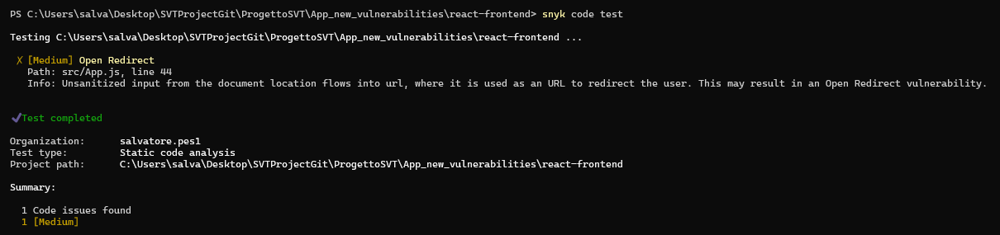 PS C:\Users\salva\Desktop\SVTProjectGit\ProgettoSVT\App_new_vulnerabilities\react-frontend> snyk code test
Testing C:\Users\salva\Desktop\SVTProjectGit\ProgettoSVT\App_new_vulnerabilities\react-frontend ...
✗ [Medium] Open Redirect
Path: src/App.js, line 44
Info: Unsanitized input from the document location flows into url, where it is used as an URL to redirect the user. This may result in an Open Redirect vulnerability.
✔Test completed
Organization: salvatore.pes1
Test type: Static code analysis
Project path: C:\Users\salva\Desktop\SVTProjectGit\ProgettoSVT\App_new_vulnerabilities\react-frontend
Summary:
1 Code issues found
1 [Medium]